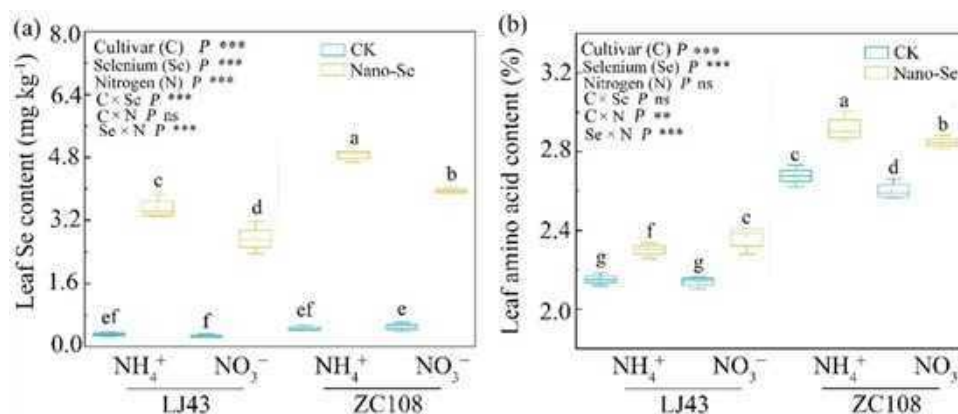 (a)
Leaf Se content (mg kg⁻¹)
8.0
6.4
4.8
3.2
1.6
0.0
Cultivar (C) P ***
Selenium (Se) P ***
Nitrogen (N) P ***
C × Se P ***
C × N P ns
Se × N P ***
CK
Nano-Se
c
d
a
b
ef
f
ef
e
NH₄⁺ NO₃⁻ NH₄⁺ NO₃⁻
LJ43 ZC108
(b)
Leaf amino acid content (%)
3.2
2.8
2.4
2.0
Cultivar (C) P ***
Selenium (Se) P ***
Nitrogen (N) P ns
C × Se P ns
C × N P **
Se × N P ***
CK
Nano-Se
g
f
g
c
a
d
b
NH₄⁺ NO₃⁻ NH₄⁺ NO₃⁻
LJ43 ZC108